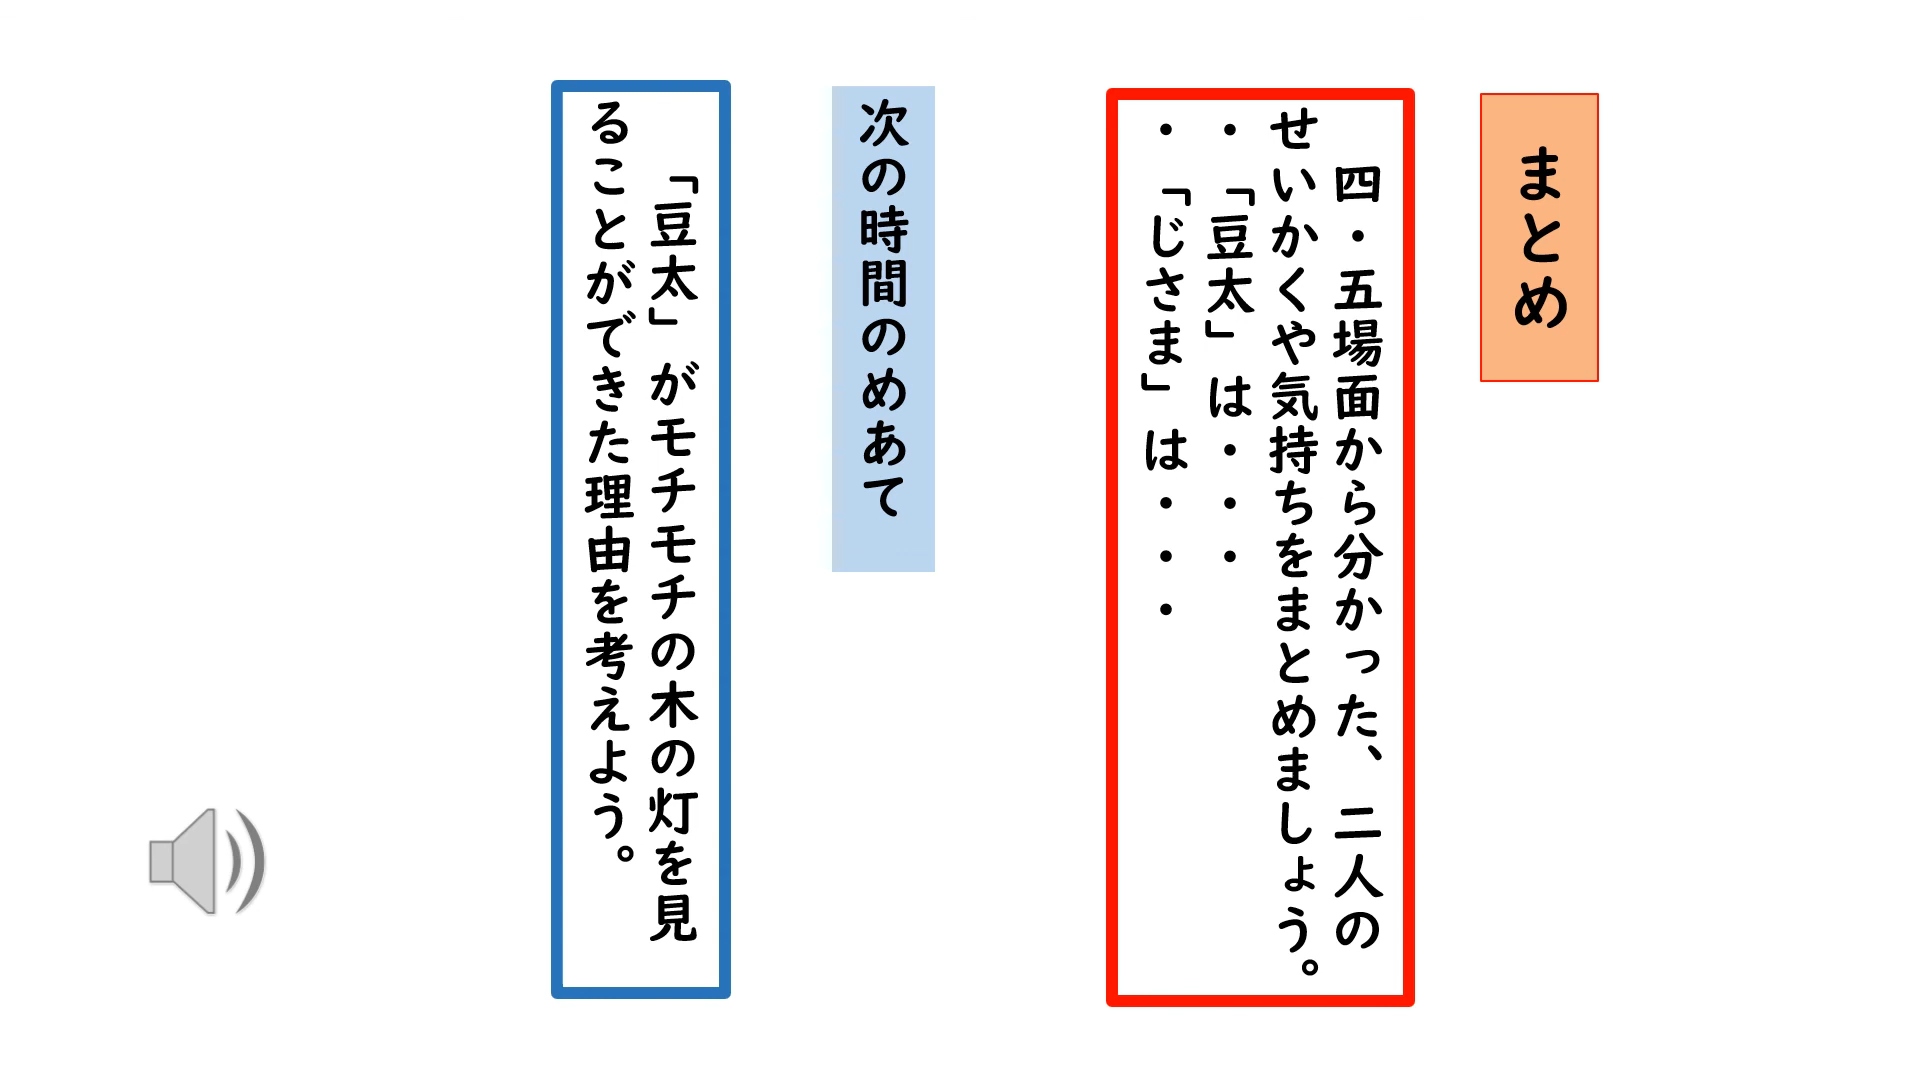 まとめ
四・五場面から分かった、二人の
せいかくや気持ちをまとめましょう。
・「豆太」は・・・
・「じさま」は・・・・
次の時間のめあて
「豆太」がモチモチの木の灯を見
ることができた理由を考えよう。